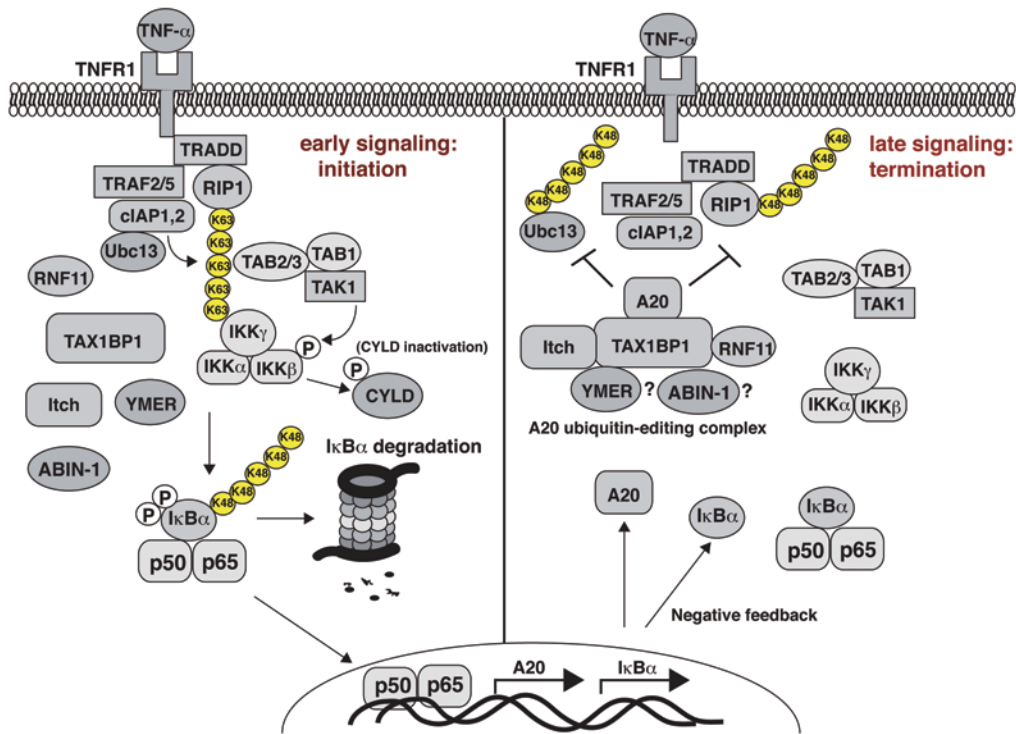 TNF-α
TNFR1
early signaling:
initiation
TRADD
TRAF2/5
RIP1
cIAP1,2
Ubc13
K63
K63
K63
K63
K63
TAB2/3
TAB1
TAK1
RNF11
TAX1BP1
IKKγ
IKKα
IKKβ
P
(CYLD inactivation)
P
CYLD
Itch
YMER
ABIN-1
IκBα degradation
K48
K48
K48
K48
K48
P
P
IκBα
p50
p65
TNF-α
TNFR1
late signaling:
termination
K48
K48
K48
K48
K48
Ubc13
TRADD
TRAF2/5
RIP1
cIAP1,2
K48
K48
K48
K48
K48
TAB2/3
TAB1
TAK1
A20
Itch
TAX1BP1
RNF11
YMER
?
ABIN-1
?
A20 ubiquitin-editing complex
IKKγ
IKKα
IKKβ
A20
IκBα
IκBα
p50
p65
Negative feedback
p50
p65
A20
IκBα